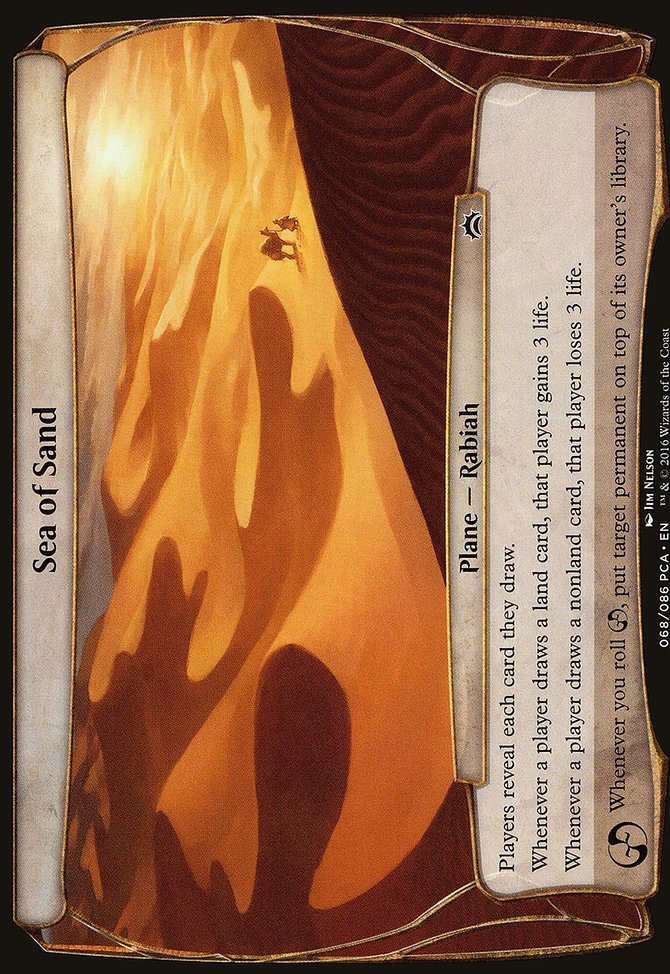 Sea of Sand
Plane — Rabiah
Players reveal each card they draw.
Whenever a player draws a land card, that player gains 3 life.
Whenever a player draws a nonland card, that player loses 3 life.
Whenever you roll , put target permanent on top of its owner's library.
Jim Nelson
068/086 PCA • EN ™ & © 2016 Wizards of the Coast